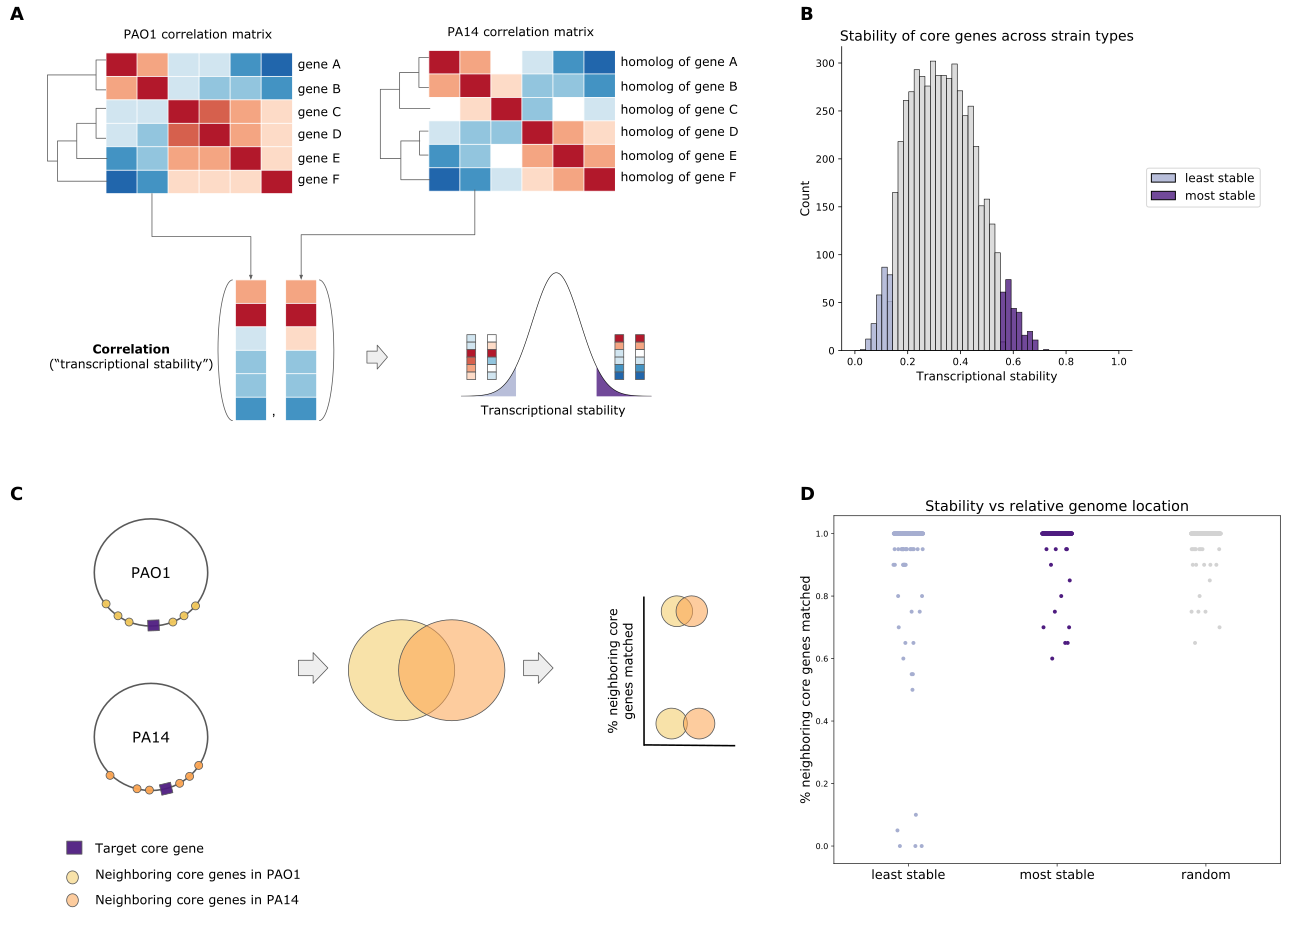 A
PAO1 correlation matrix
gene A
gene B
gene C
gene D
gene E
gene F
PA14 correlation matrix
homolog of gene A
homolog of gene B
homolog of gene C
homolog of gene D
homolog of gene E
homolog of gene F
Correlation
(“transcriptional stability”)
,
Transcriptional stability
B
Stability of core genes across strain types
Count
300
250
200
150
100
50
0
0.0
0.2
0.4
0.6
0.8
1.0
Transcriptional stability
least stable
most stable
C
PAO1
PA14
% neighboring core
genes matched
Target core gene
Neighboring core genes in PAO1
Neighboring core genes in PA14
D
Stability vs relative genome location
% neighboring core genes matched
1.0
0.8
0.6
0.4
0.2
0.0
least stable
most stable
random